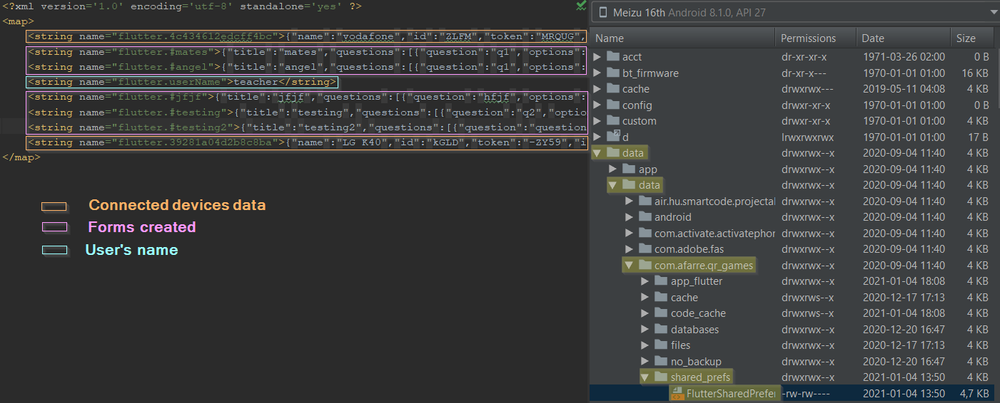 <?xml version='1.0' encoding='utf-8' standalone='yes' ?>
<map>
<string name="flutter.4c434612edcff4bc">{"name":"vodafone","id":"ZLFM","token":"MRQUG",
<string name="flutter.#mates">{"title":"mates","questions":[{"question":"q1","options":
<string name="flutter.#angel">{"title":"angel","questions":[{"question":"q1","options":
<string name="flutter.userName">teacher</string>
<string name="flutter.#jfjf">{"title":"jfjf","questions":[{"question":"hfjf","options":
<string name="flutter.#testing">{"title":"testing","questions":[{"question":"q2","optio
<string name="flutter.#testing2">{"title":"testing2","questions":[{"question":"question
<string name="flutter.39281a04d2b8c8ba">{"name":"LG K40","id":"kGLD","token":"-ZY59","i
</map>
Connected devices data
Forms created
User's name
Meizu 16th Android 8.1.0, API 27
Name Permissions Date Size
acct dr-xr-xr-x 1971-03-26 02:00 0 B
bt_firmware dr-xr-x--- 1970-01-01 01:00 16 KB
cache drwxrwx--- 2019-05-11 04:08 4 KB
config drwxr-xr-x 1970-01-01 01:00 0 B
custom drwxr-xr-x 1970-01-01 01:00 4 KB
d lrwxrwxrwx 1970-01-01 01:00 17 B
data drwxrwx--x 2020-09-04 11:40 4 KB
app drwxrwx--x 2020-09-04 11:40 4 KB
data drwxrwx--x 2020-09-04 11:40 4 KB
air.hu.smartcode.projectal drwxrwx--x 2020-09-04 11:40 4 KB
android drwxrwx--x 2020-09-04 11:40 4 KB
com.activate.activatephor drwxrwx--x 2020-09-04 11:40 4 KB
com.adobe.fas drwxrwx--x 2020-09-04 11:40 4 KB
com.afarre.qr_games drwxrwx--x 2020-09-04 11:40 4 KB
app_flutter drwxrwx--x 2021-01-04 18:08 4 KB
cache drwxrws--x 2020-12-17 17:13 4 KB
code_cache drwxrws--x 2021-01-04 18:08 4 KB
databases drwxrwx--x 2020-12-20 16:47 4 KB
files drwxrwx--x 2020-12-17 17:13 4 KB
no_backup drwxrwx--x 2020-12-20 16:47 4 KB
shared_prefs drwxrwx--x 2021-01-04 13:50 4 KB
FlutterSharedPrefer -rw-rw---- 2021-01-04 13:50 4,7 KB